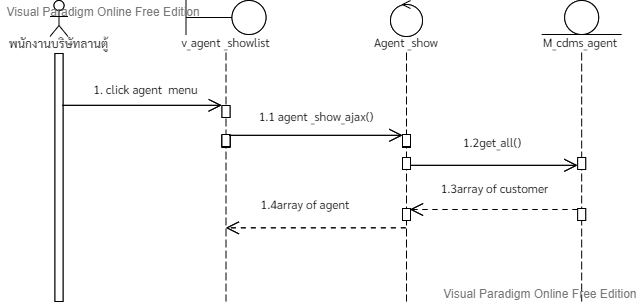 Visual Paradigm Online Free Edition
พนักงานบริษัทลานตู้
v_agent_showlist
Agent_show
M_cdms_agent
1. click agent menu
1.1 agent_show_ajax()
1.2get_all()
1.3array of customer
1.4array of agent
Visual Paradigm Online Free Edition